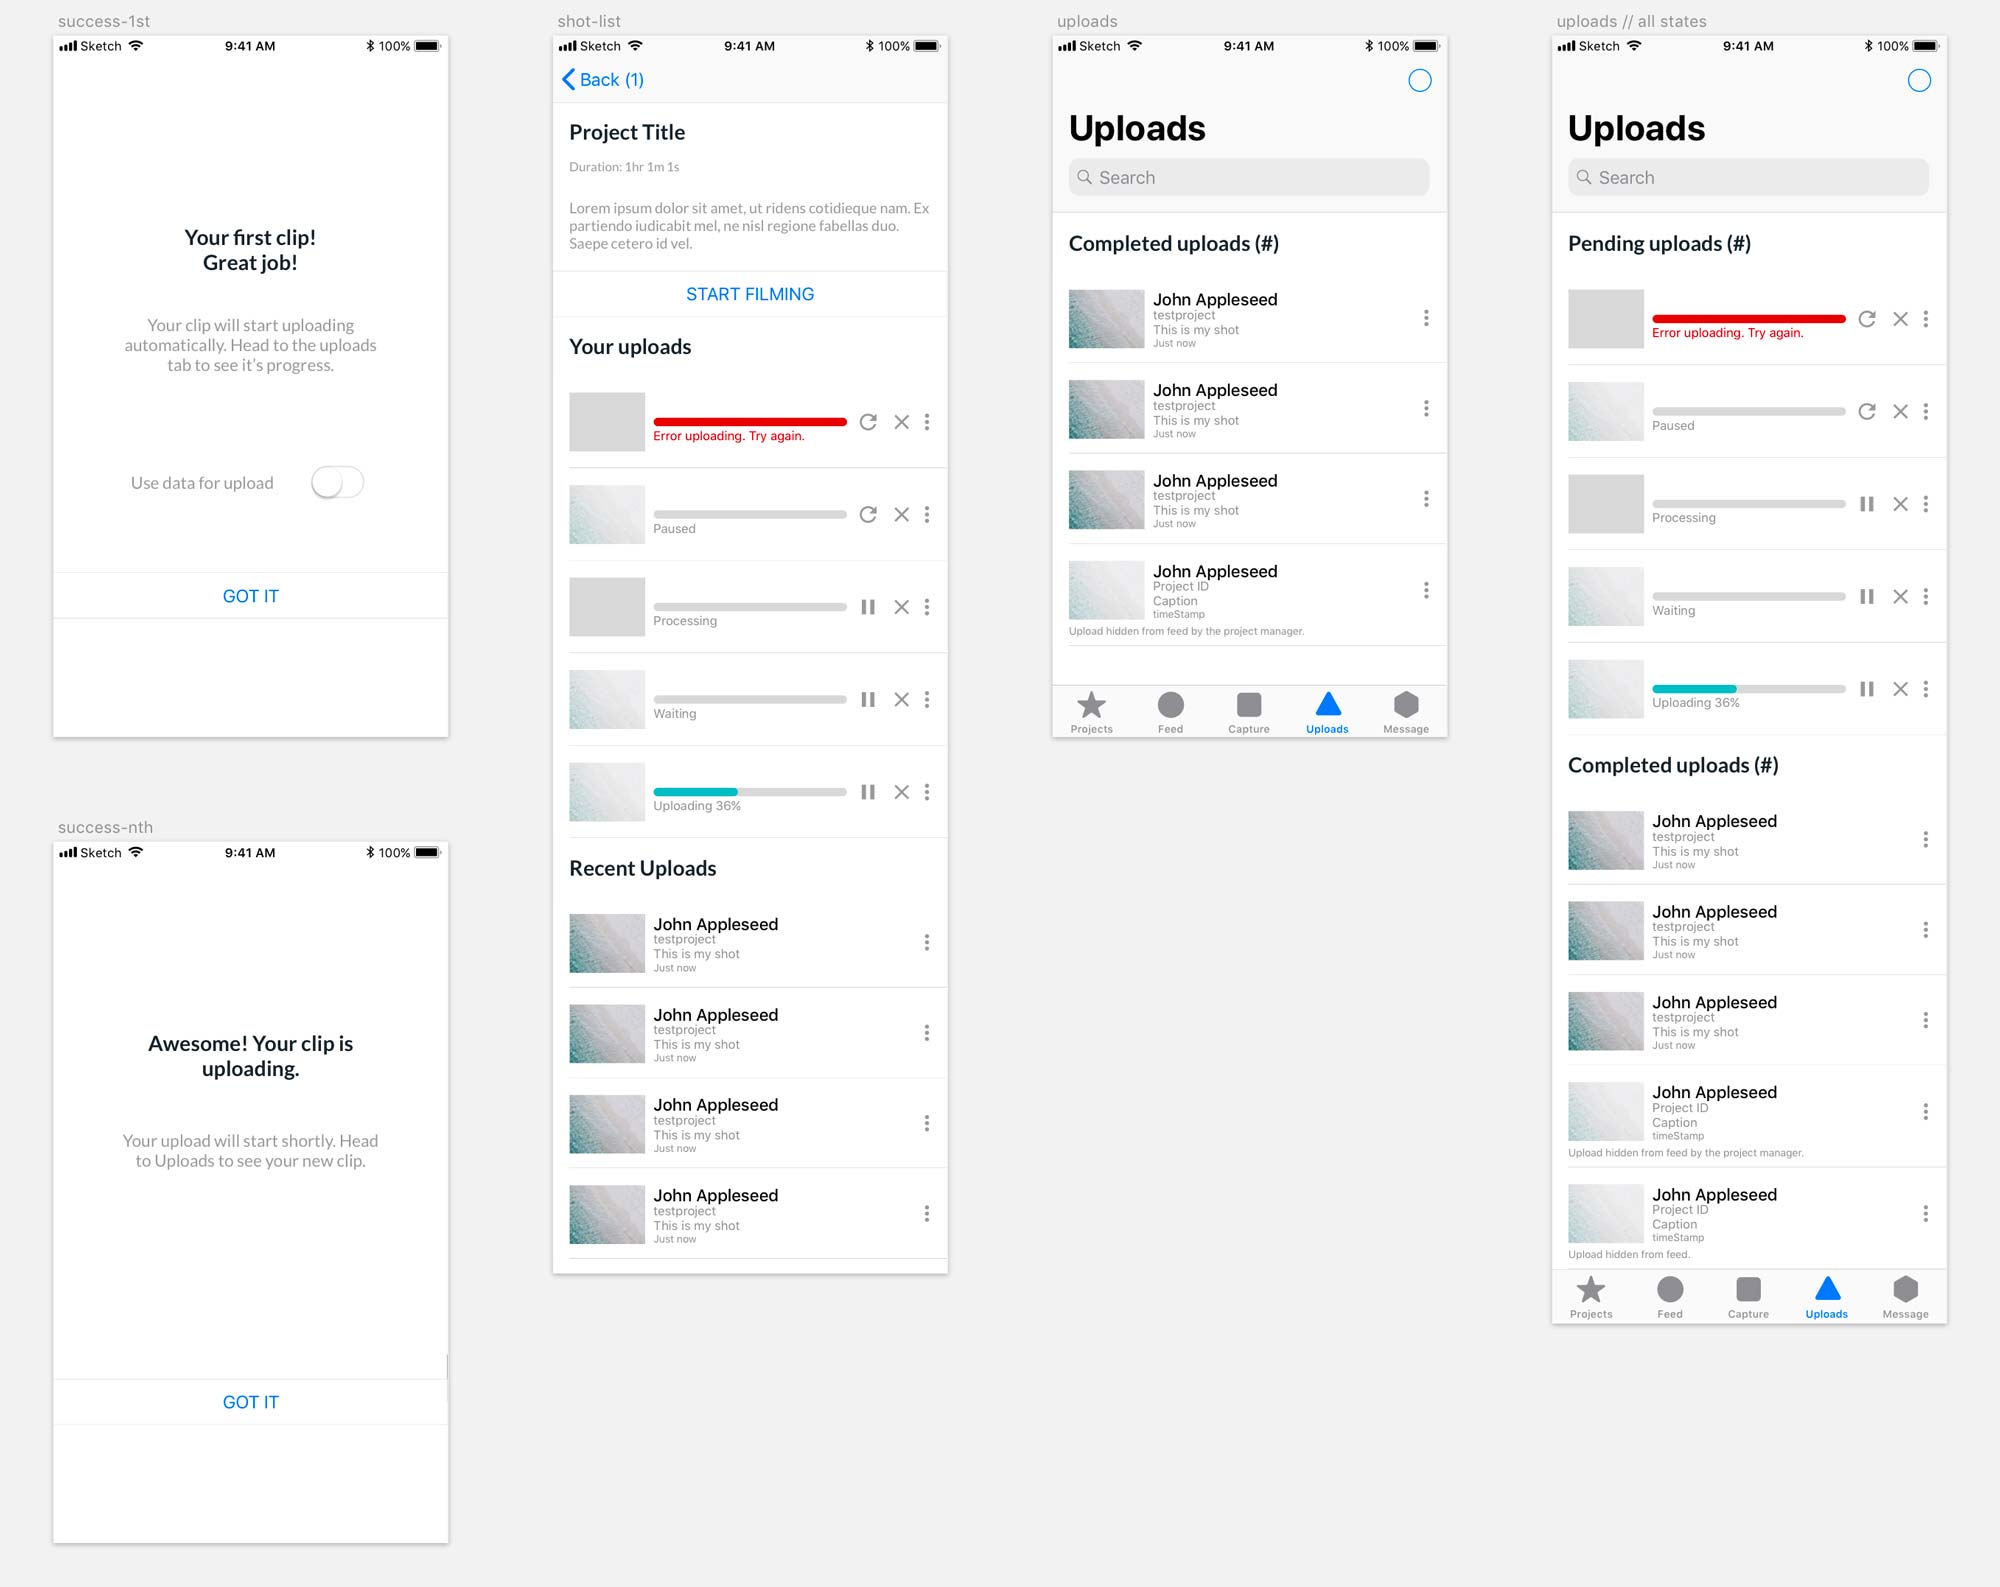 success-1st
Sketch 9:41 AM 100%
Your first clip!
Great job!
Your clip will start uploading
automatically. Head to the uploads
tab to see it's progress.
Use data for upload
GOT IT
success-nth
Sketch 9:41 AM 100%
Awesome! Your clip is
uploading.
Your upload will start shortly. Head
to Uploads to see your new clip.
GOT IT
shot-list
Sketch 9:41 AM 100%
Back (1)
Project Title
Duration: 1hr 1m 1s
Lorem ipsum dolor sit amet, ut ridens cotidieque nam. Ex
partiendo iudicabit mel, ne nisl regione fabellas duo.
Saepe cetero id vel.
START FILMING
Your uploads
Error uploading. Try again.
Paused
Processing
Waiting
Uploading 36%
Recent Uploads
John Appleseed
testproject
This is my shot
Just now
John Appleseed
testproject
This is my shot
Just now
John Appleseed
testproject
This is my shot
Just now
John Appleseed
testproject
This is my shot
Just now
uploads
Sketch 9:41 AM 100%
Uploads
Search
Completed uploads (#)
John Appleseed
testproject
This is my shot
Just now
John Appleseed
testproject
This is my shot
Just now
John Appleseed
testproject
This is my shot
Just now
John Appleseed
Project ID
Caption
timeStamp
Upload hidden from feed by the project manager.
Projects Feed Capture Uploads Message
uploads // all states
Sketch 9:41 AM 100%
Uploads
Search
Pending uploads (#)
Error uploading. Try again.
Paused
Processing
Waiting
Uploading 36%
Completed uploads (#)
John Appleseed
testproject
This is my shot
Just now
John Appleseed
testproject
This is my shot
Just now
John Appleseed
testproject
This is my shot
Just now
John Appleseed
Project ID
Caption
timeStamp
Upload hidden from feed by the project manager.
John Appleseed
Project ID
Caption
timeStamp
Upload hidden from feed.
Projects Feed Capture Uploads Message